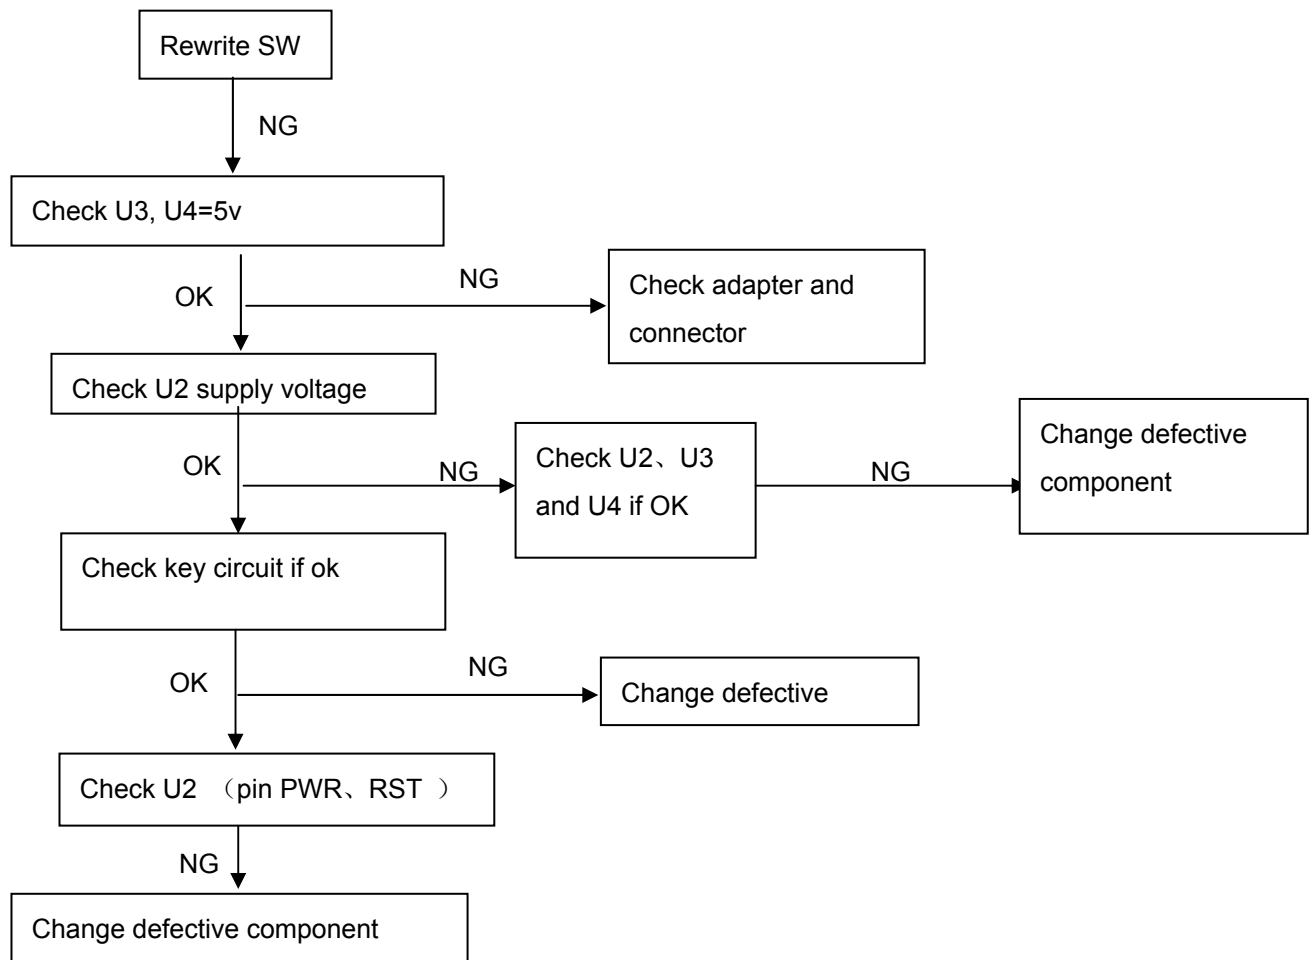 Rewrite SW
NG
Check U3, U4=5v
OK
NG
Check adapter and
connector
Check U2 supply voltage
OK
NG
Check U2、U3
and U4 if OK
NG
Change defective
component
Check key circuit if ok
OK
NG
Change defective
Check U2 （pin PWR、RST ）
NG
Change defective component